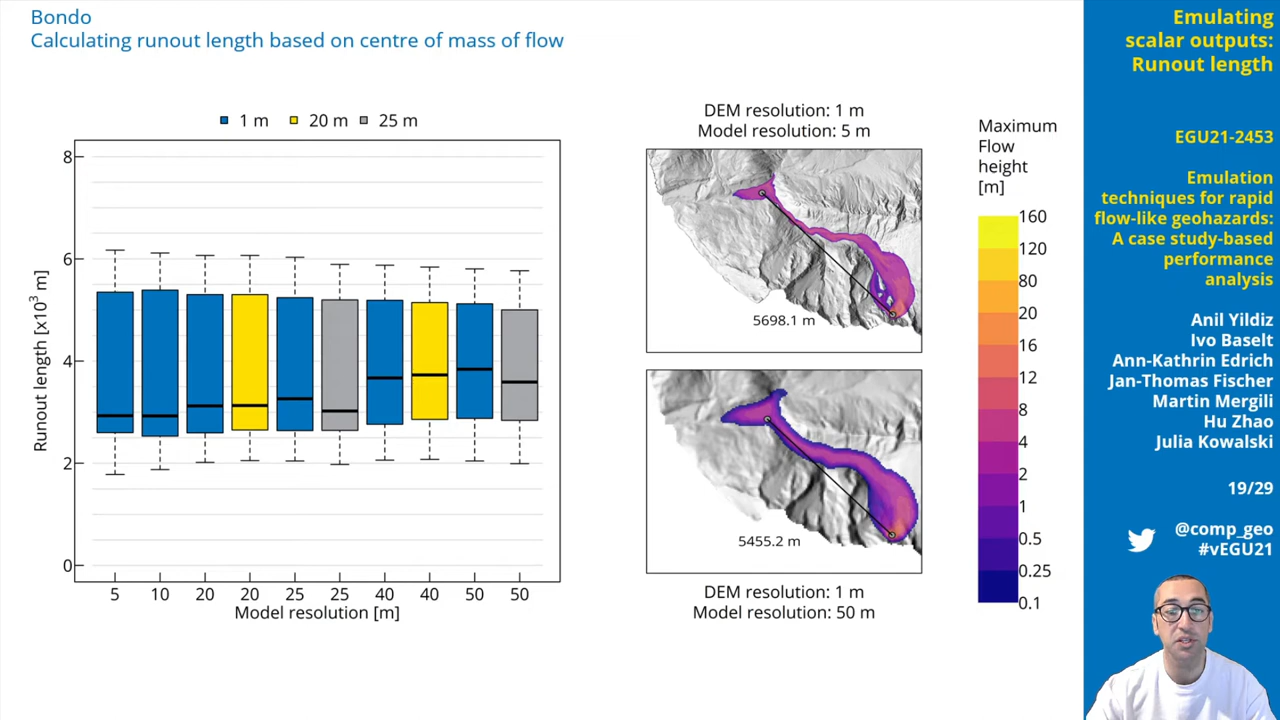 Bondo
Calculating runout length based on centre of mass of flow
1 m 20 m 25 m
Runout length [x10³ m]
8
6
4
2
0
5 10 20 20 25 25 40 40 50 50
Model resolution [m]
DEM resolution: 1 m
Model resolution: 5 m
5698.1 m
5455.2 m
DEM resolution: 1 m
Model resolution: 50 m
Maximum
Flow
height
[m]
160
120
80
20
16
12
8
4
2
1
0.5
0.25
0.1
Emulating
scalar outputs:
Runout length
EGU21-2453
Emulation
techniques for rapid
flow-like geohazards:
A case study-based
performance
analysis
Anil Yildiz
Ivo Baselt
Ann-Kathrin Edrich
Jan-Thomas Fischer
Martin Mergili
Hu Zhao
Julia Kowalski
19/29
@comp_geo
#vEGU21